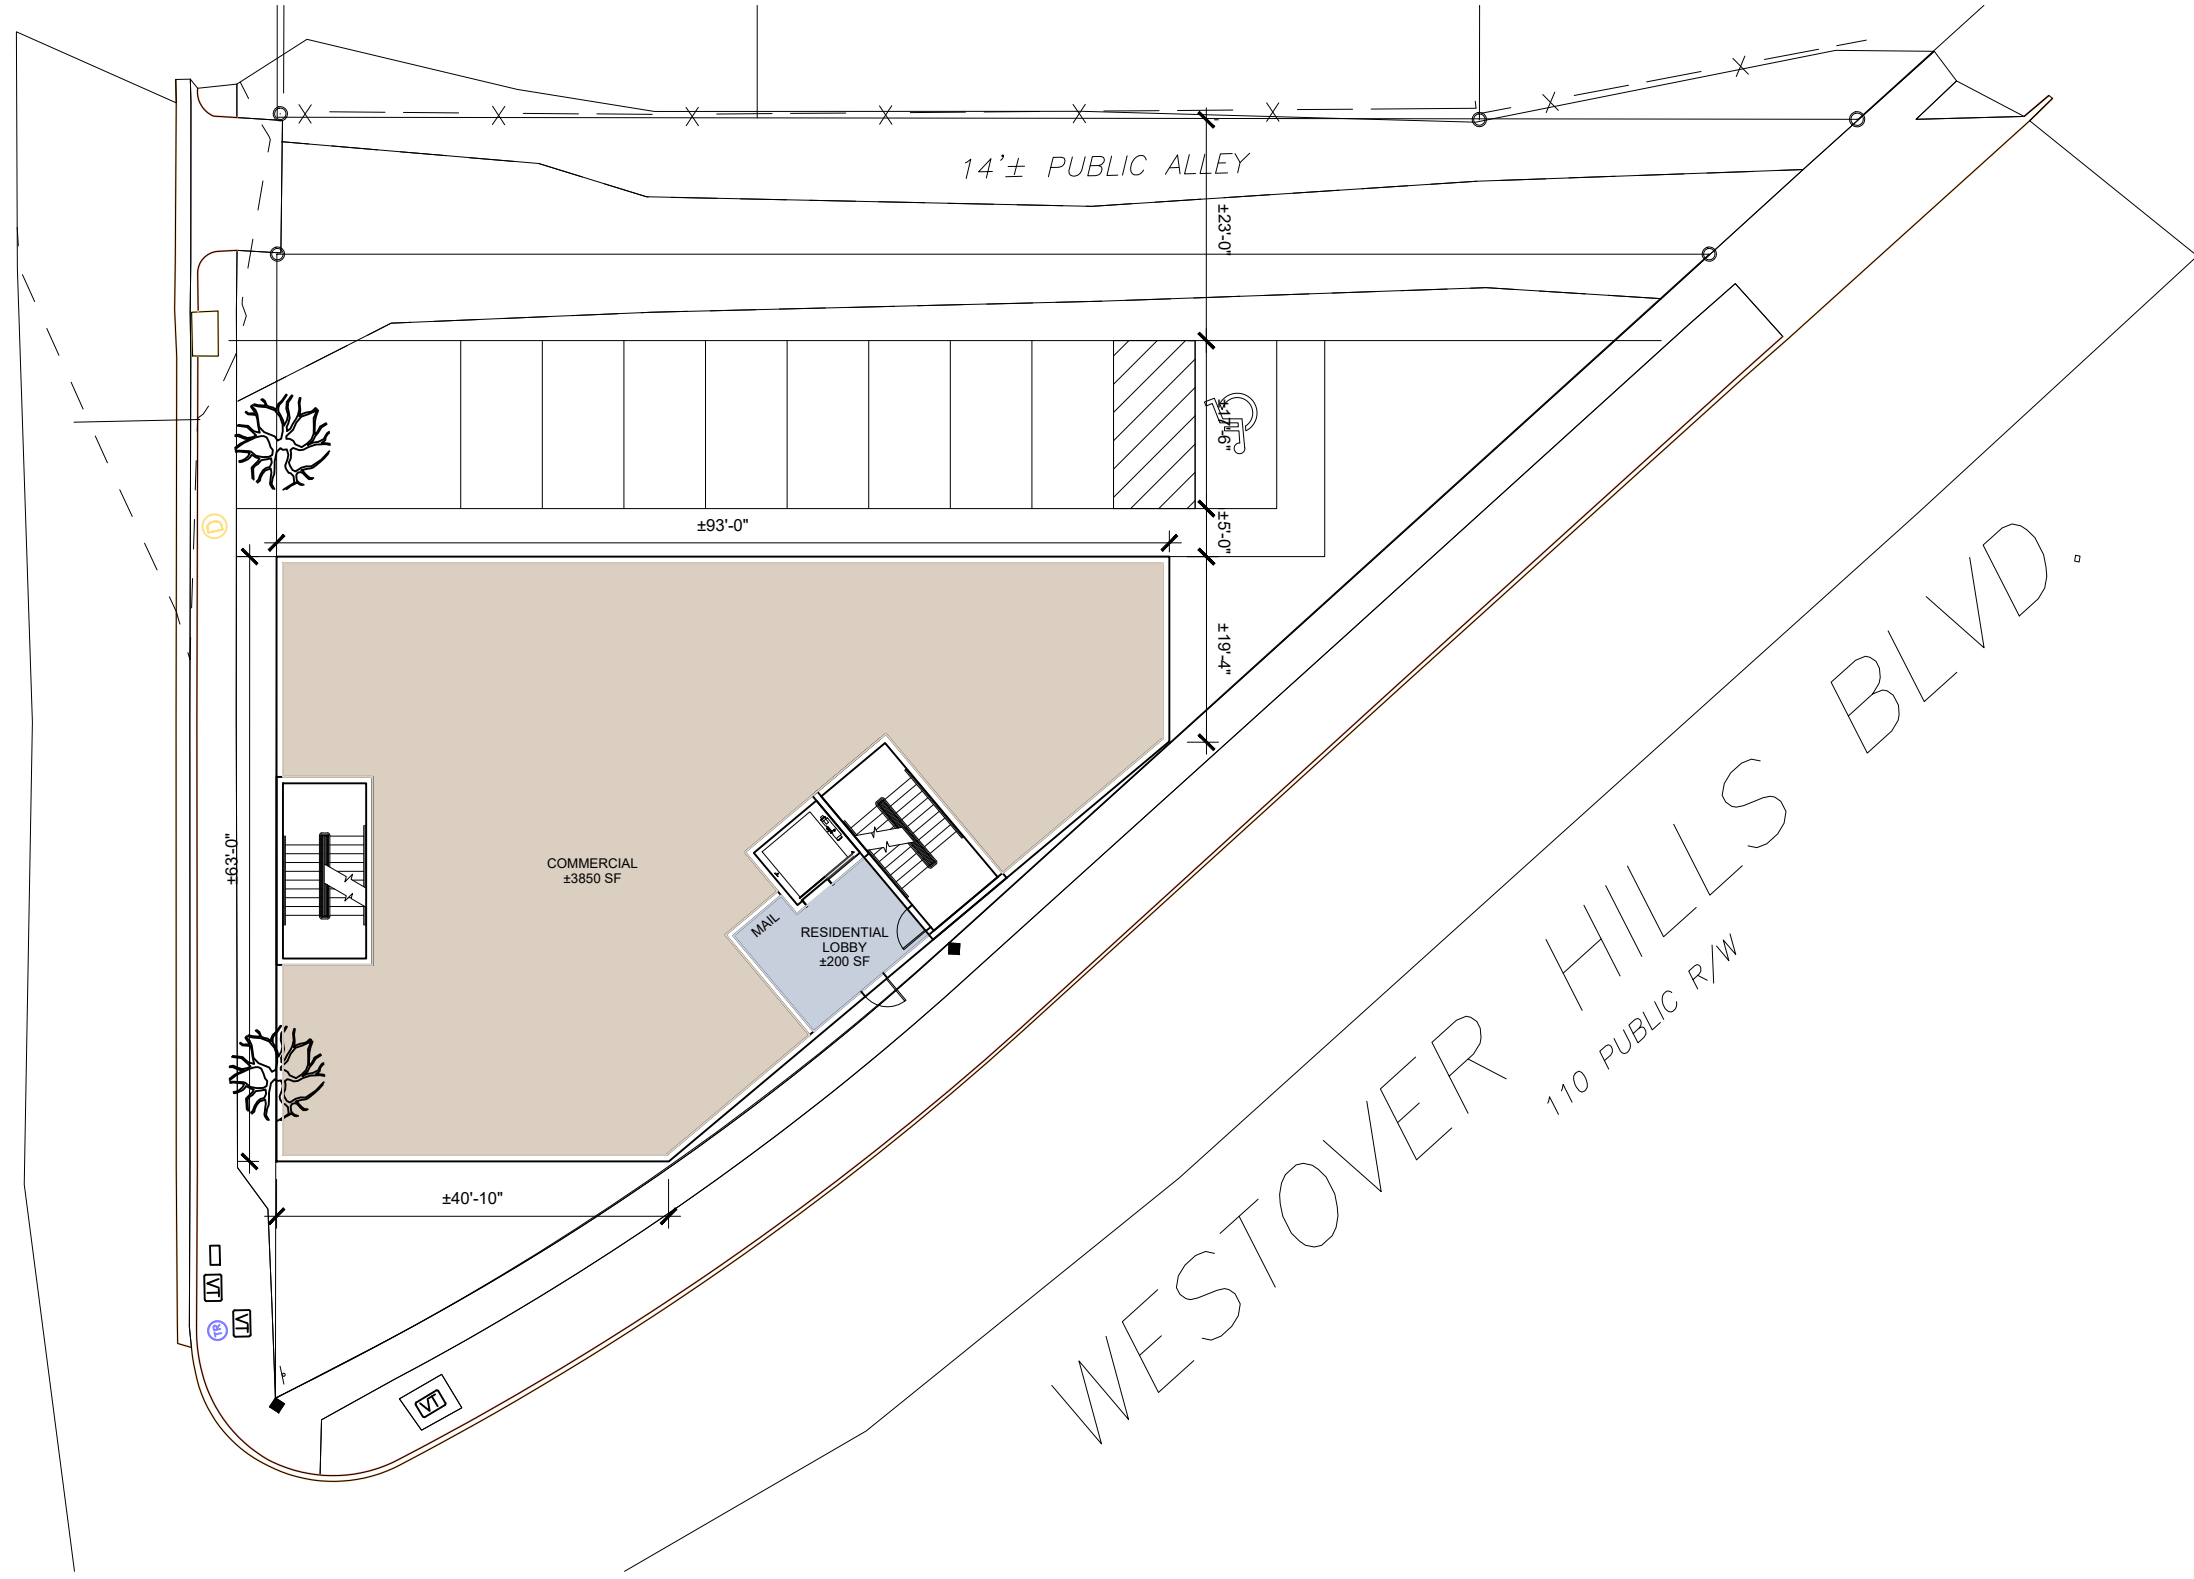 14'± PUBLIC ALLEY
±23'-0"
±17'-6"
±5'-0"
±93'-0"
D
±19'-4"
±63'-0"
COMMERCIAL
±3850 SF
MAIL
RESIDENTIAL
LOBBY
±200 SF
WESTOVER HILLS BLVD.
110 PUBLIC R/W
±40'-10"
VT
VT
TR
VT